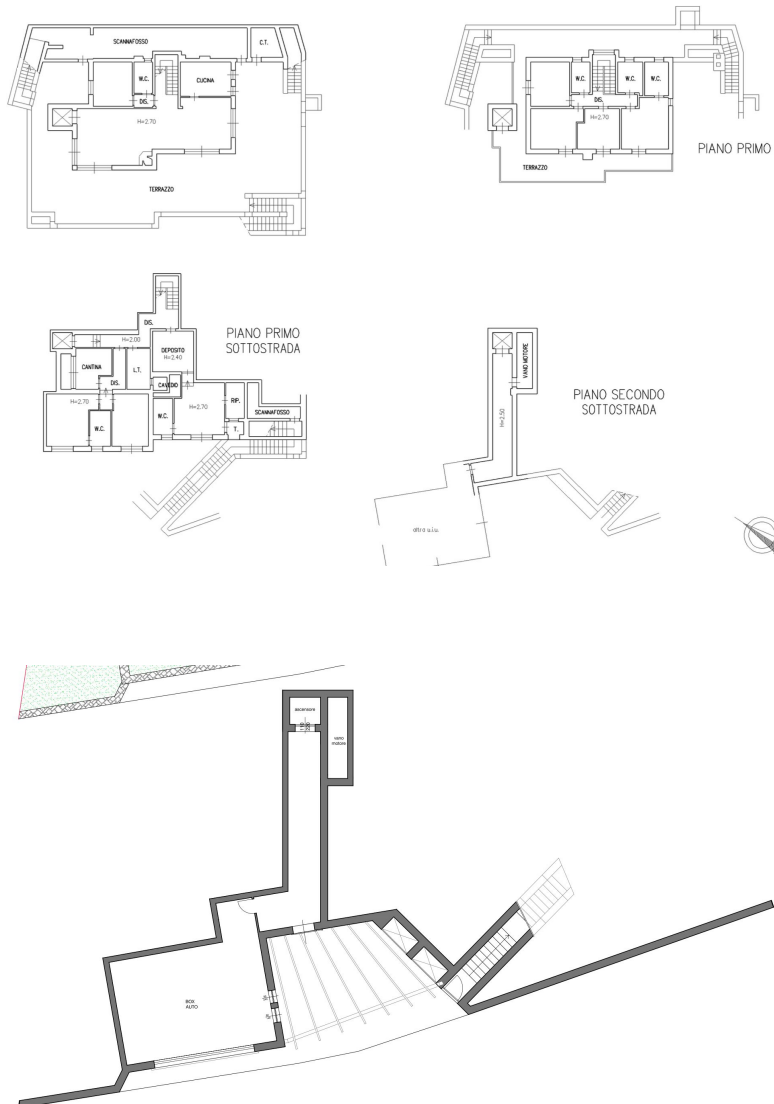 SCANNAFOSSO
C.T.
W.C.
CUCINA
DIS.
H=2.70
TERRAZZO
W.C.
W.C.
W.C.
DIS.
H=2.70
PIANO PRIMO
TERRAZZO
DIS.
H=2.00
PIANO PRIMO
SOTTOSTRADA
DEPOSITO
H=2.40
CANTINA
L.T.
DIS.
CAVEDIO
H=2.70
W.C.
W.C.
H=2.70
RIP.
T.
SCANNAFOSSO
VANO MOTORE
PIANO SECONDO
SOTTOSTRADA
H=2.50
altra u.i.u.
ascensore
vano
motore
BOX
AUTO